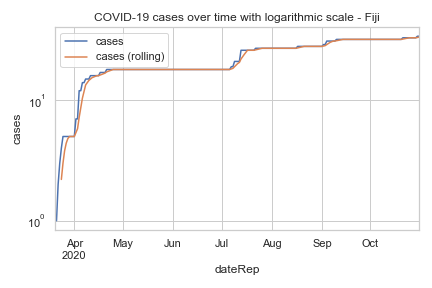 COVID-19 cases over time with logarithmic scale - Fiji
cases
cases (rolling)
10¹
10⁰
cases
Apr
2020
May
Jun
Jul
Aug
Sep
Oct
dateRep